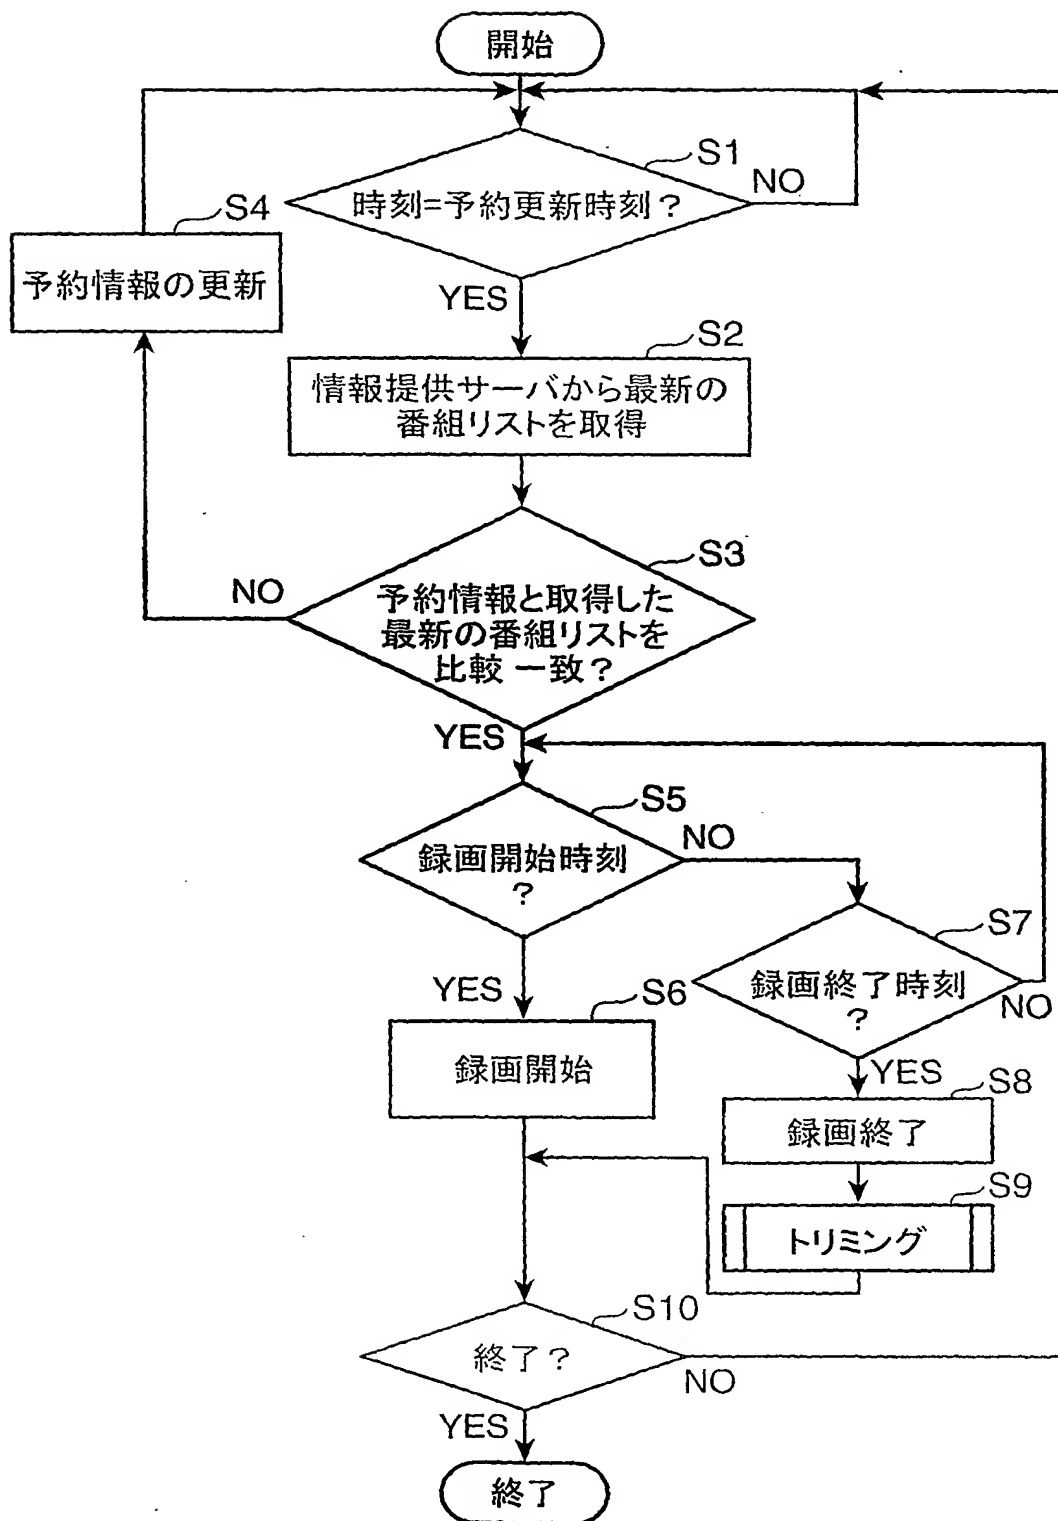 開始
S1
時刻=予約更新時刻?
NO
S4
予約情報の更新
YES
S2
情報提供サーバから最新の
番組リストを取得
S3
NO
予約情報と取得した
最新の番組リストを
比較 一致?
YES
S5
録画開始時刻
?
NO
S7
録画終了時刻
?
NO
YES
S6
録画開始
YES
S8
録画終了
S9
トリミング
S10
終了?
NO
YES
終了